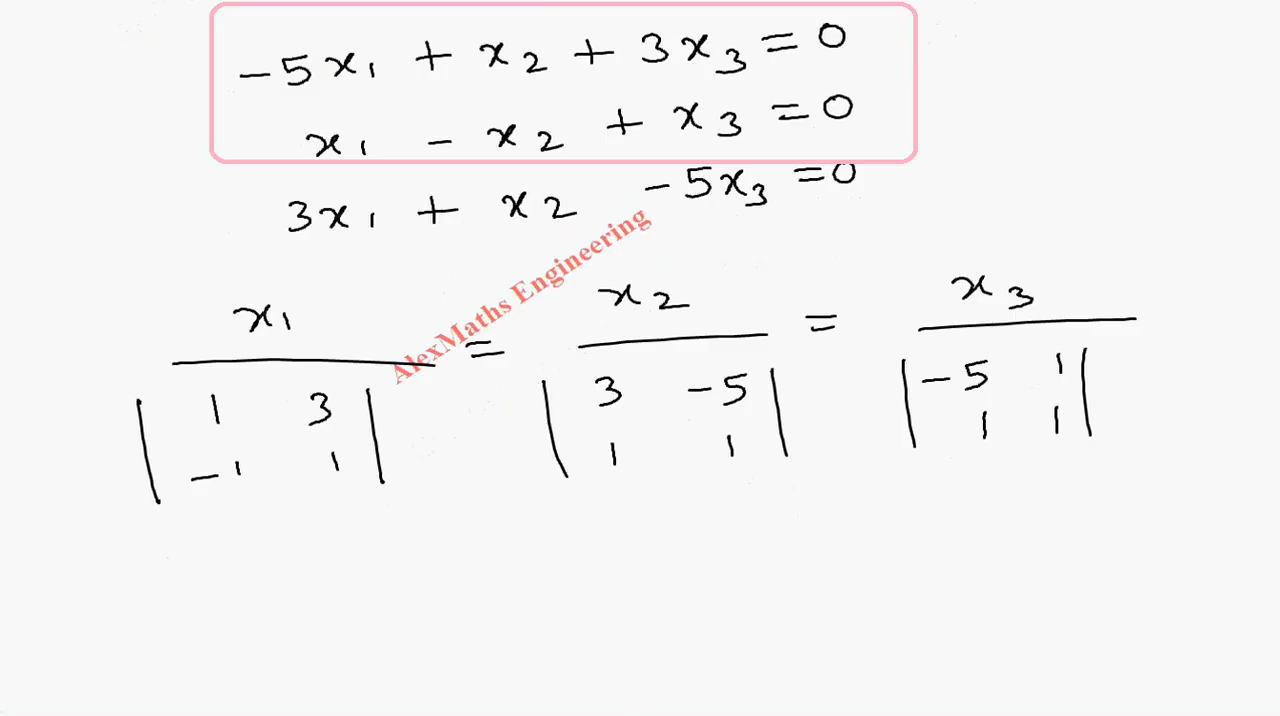 -5x₁ + x₂ + 3x₃ = 0
x₁ - x₂ + x₃ = 0
3x₁ + x₂ - 5x₃ = 0
AlexMaths Engineering
x₁ = x₂ = x₃
| 1 3 | | 3 -5 | | -5 1 |
| -1 1 | | 1 1 | | 1 1 |